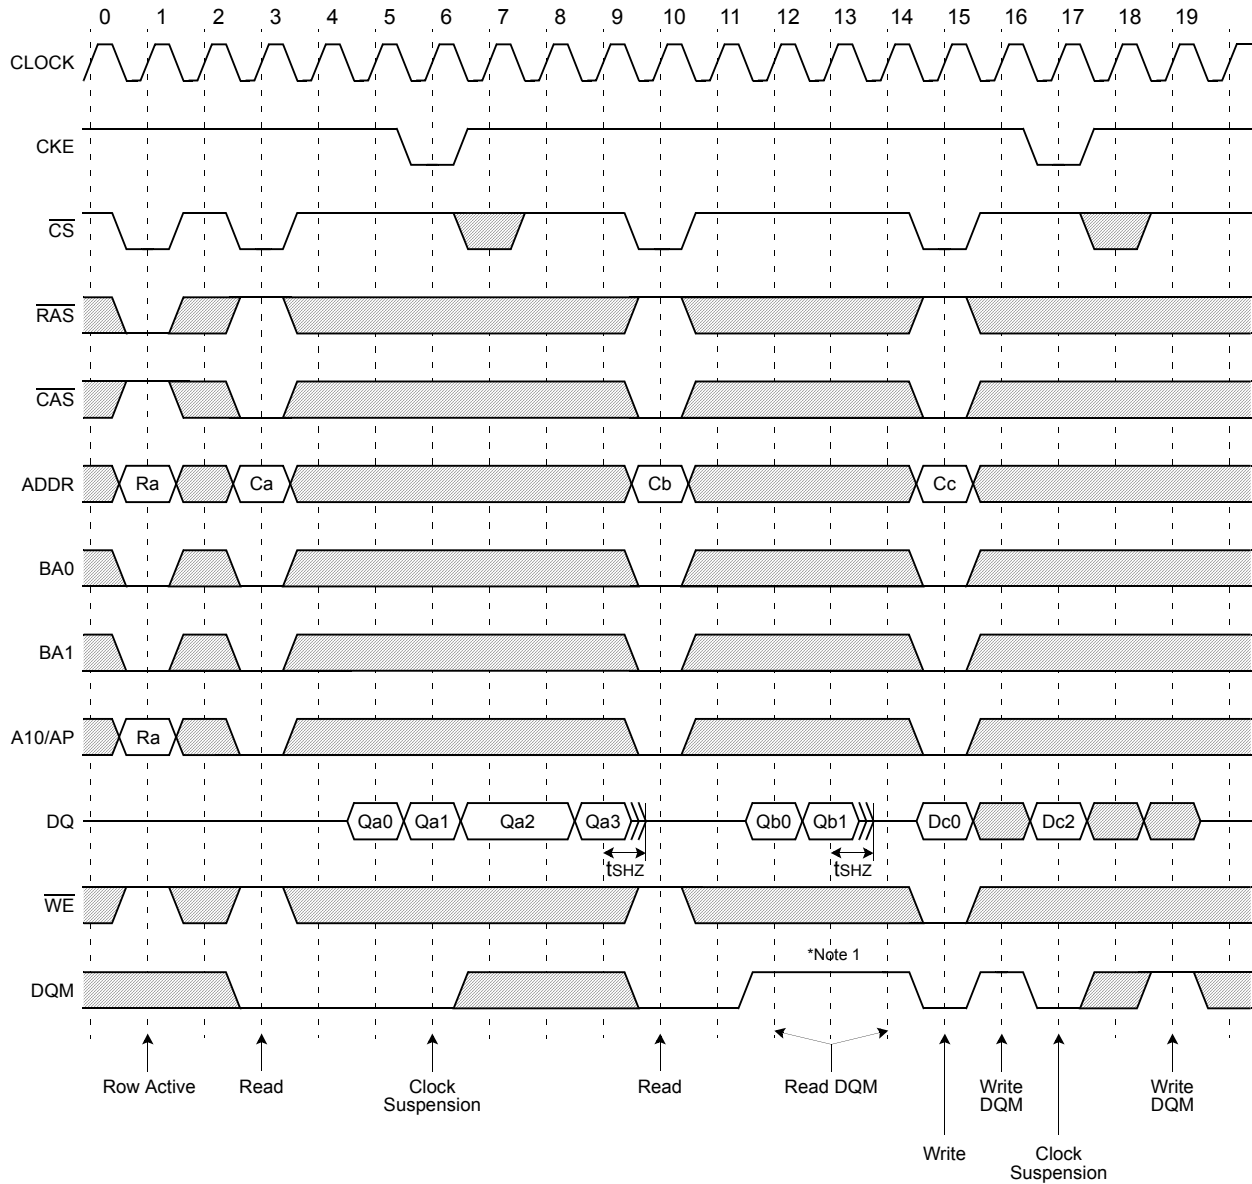 0 1 2 3 4 5 6 7 8 9 10 11 12 13 14 15 16 17 18 19
CLOCK
CKE
CS
RAS
CAS
ADDR Ra Ca Cb Cc
BA0
BA1
A10/AP Ra
DQ Qa0 Qa1 Qa2 Qa3 Qb0 Qb1 Dc0 Dc2
tSHZ tSHZ
WE
*Note 1
DQM
Row Active Read Clock Read Read DQM Write Write
Suspension DQM DQM
Write Clock
Suspension